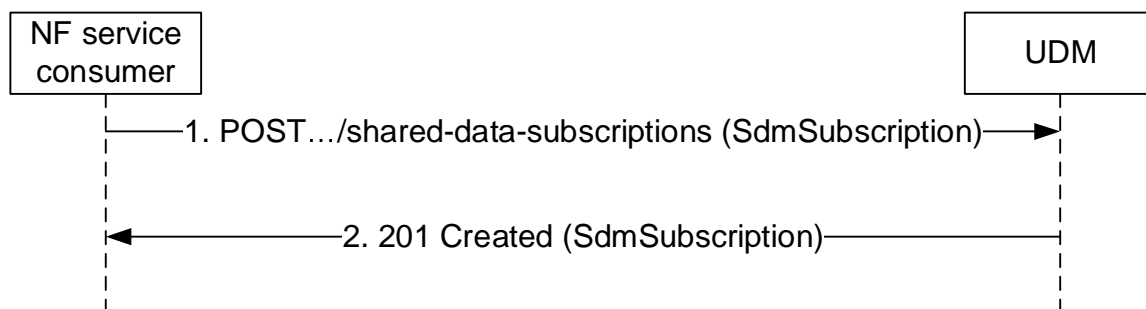 NF service
consumer
UDM
1. POST…/shared-data-subscriptions (SdmSubscription)
2. 201 Created (SdmSubscription)